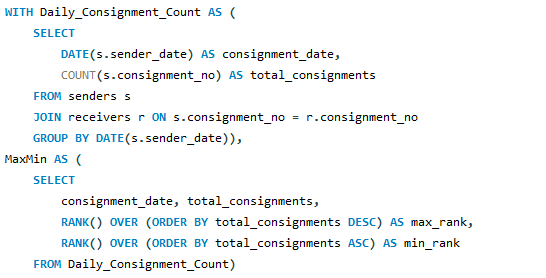 WITH Daily_Consignment_Count AS (
    SELECT
        DATE(s.sender_date) AS consignment_date,
        COUNT(s.consignment_no) AS total_consignments
    FROM senders s
    JOIN receivers r ON s.consignment_no = r.consignment_no
    GROUP BY DATE(s.sender_date)),
MaxMin AS (
    SELECT
        consignment_date, total_consignments,
        RANK() OVER (ORDER BY total_consignments DESC) AS max_rank,
        RANK() OVER (ORDER BY total_consignments ASC) AS min_rank
    FROM Daily_Consignment_Count)